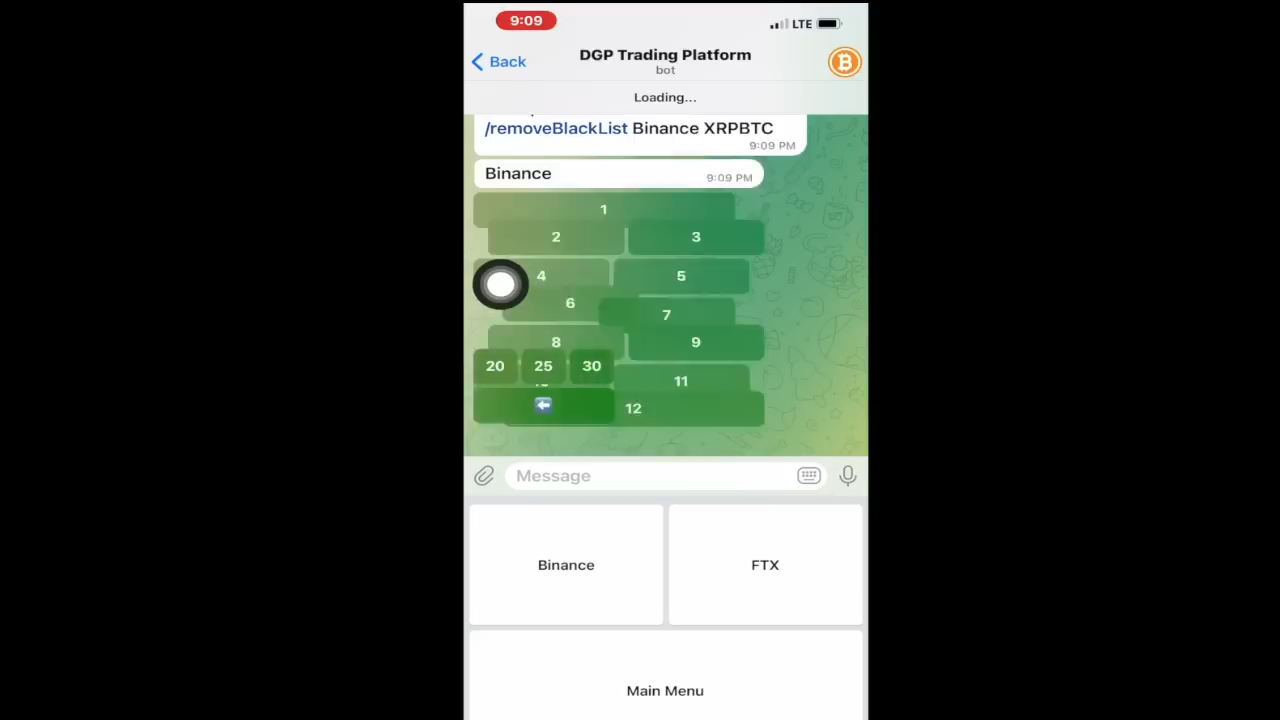 9:09
LTE
Back
DGP Trading Platform
bot
Loading...
/removeBlackList Binance XRPBTC
9:09 PM
Binance
9:09 PM
1
2
3
4
5
6
7
8
9
20
25
30
11
12
Message
Binance
FTX
Main Menu